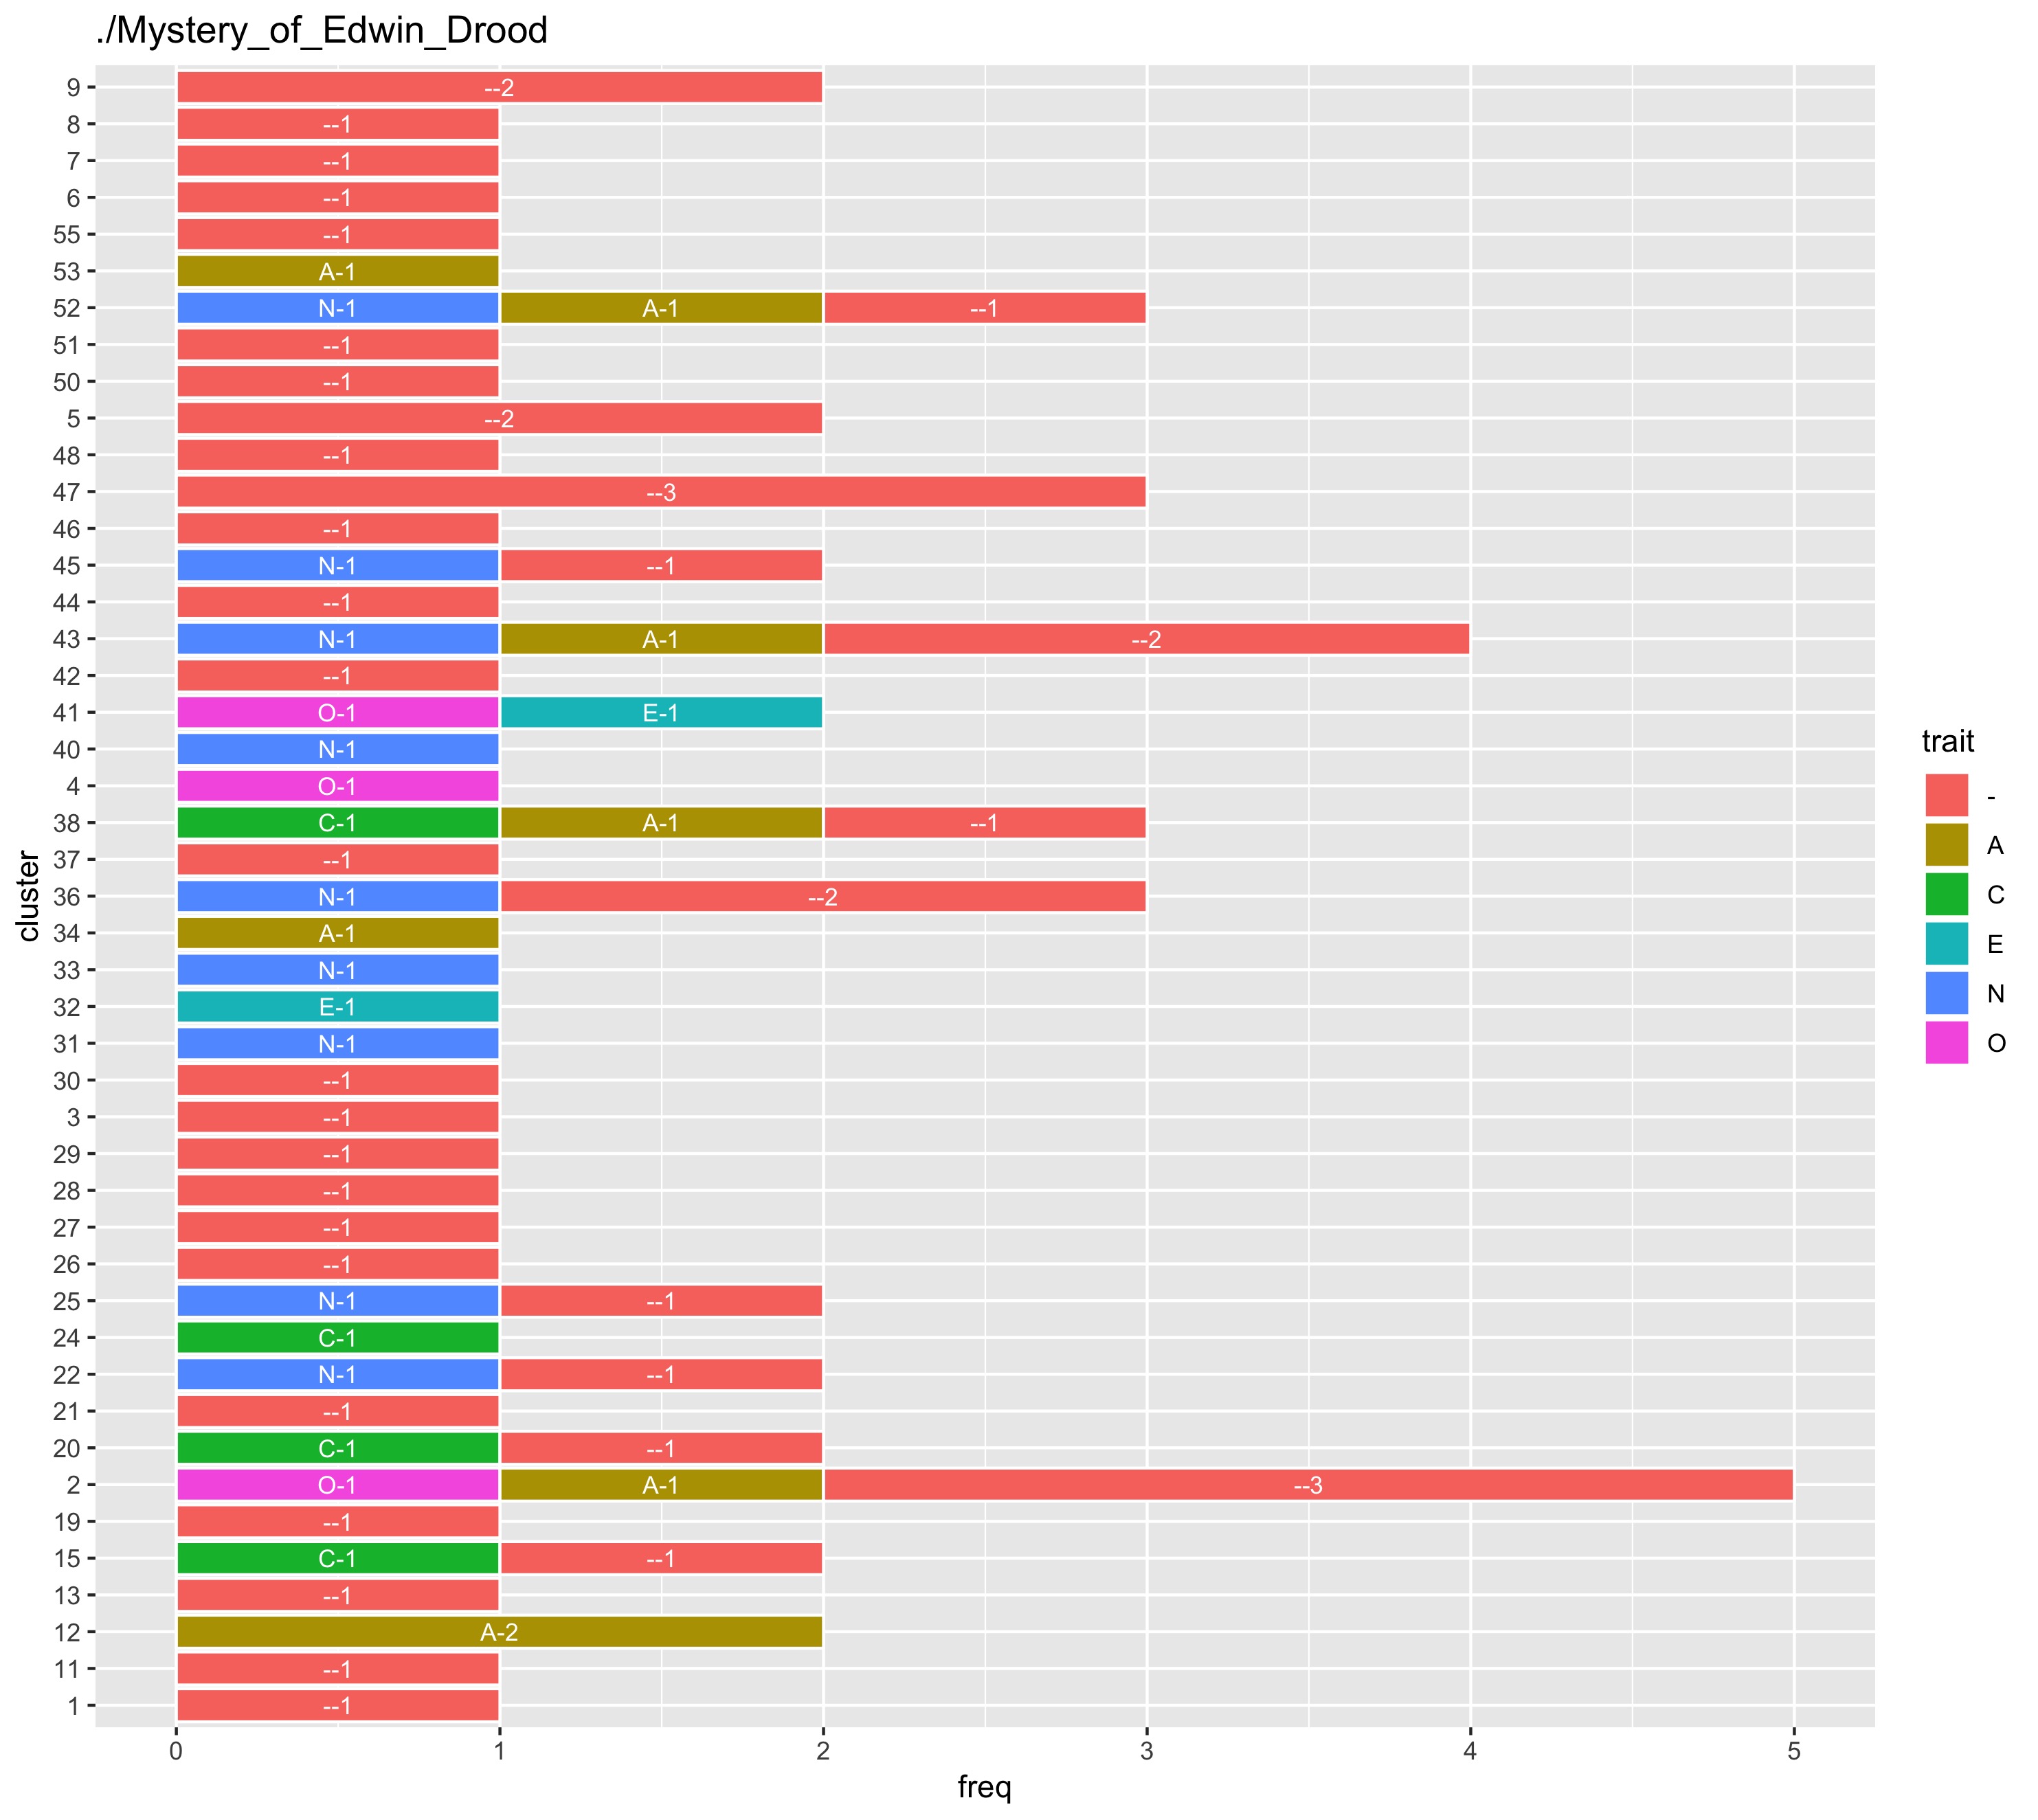 ./Mystery_of_Edwin_Drood
9 --2
8 --1
7 --1
6 --1
55 --1
53 A-1
52 N-1 A-1 --1
51 --1
50 --1
5 --2
48 --1
47 --3
46 --1
45 N-1 --1
44 --1
43 N-1 A-1 --2
42 --1
41 O-1 E-1
40 N-1
4 O-1
38 C-1 A-1 --1
37 --1
36 N-1 --2
34 A-1
33 N-1
32 E-1
31 N-1
30 --1
3 --1
29 --1
28 --1
27 --1
26 --1
25 N-1 --1
24 C-1
22 N-1 --1
21 --1
20 C-1 --1
2 O-1 A-1 --3
19 --1
15 C-1 --1
13 --1
12 A-2
11 --1
1 --1
0 1 2 3 4 5
freq
cluster
trait
-
A
C
E
N
O